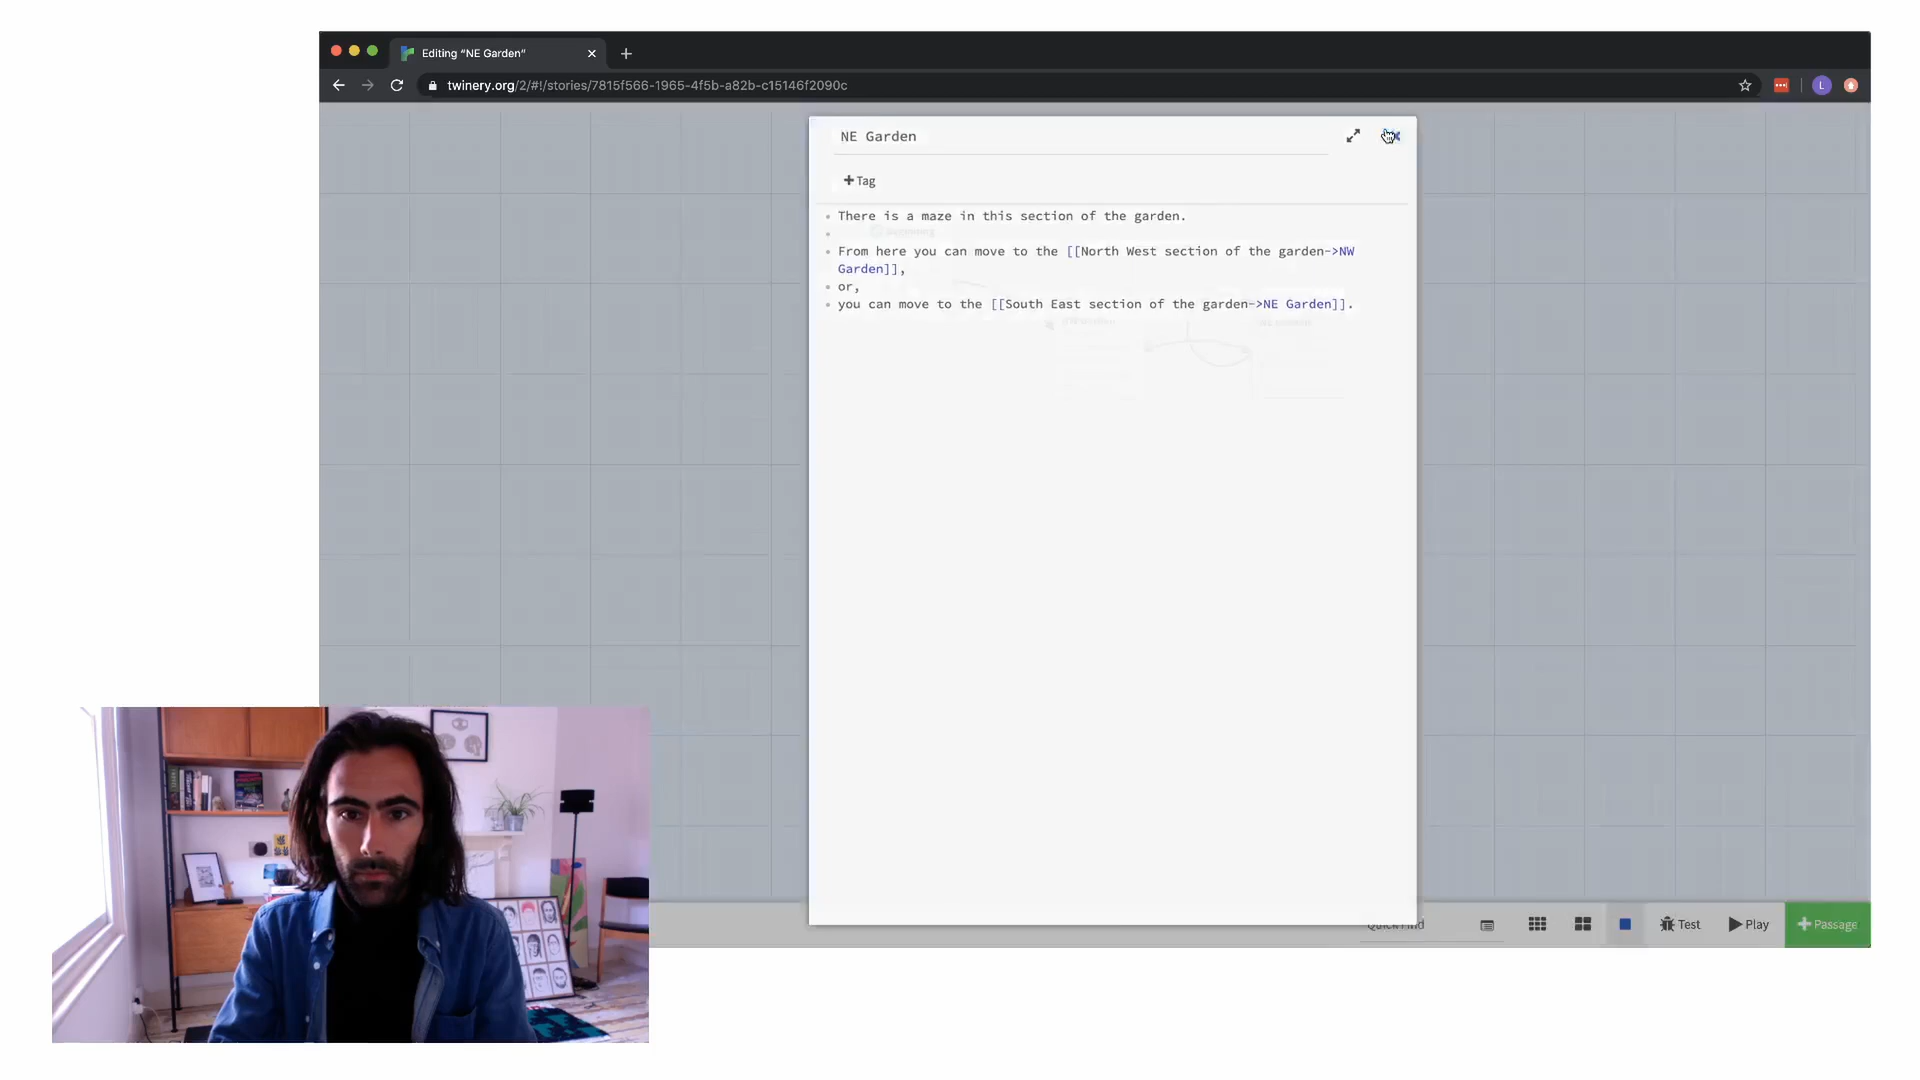 Editing “NE Garden”
twinery.org/2/#!/stories/7815f566-1965-4f5b-a82b-c15146f2090c
L
NE Garden
+Tag
There is a maze in this section of the garden.
From here you can move to the [[North West section of the garden->NW
Garden]],
or,
you can move to the [[South East section of the garden->NE Garden]].
Quick Find
Test
Play
+Passage